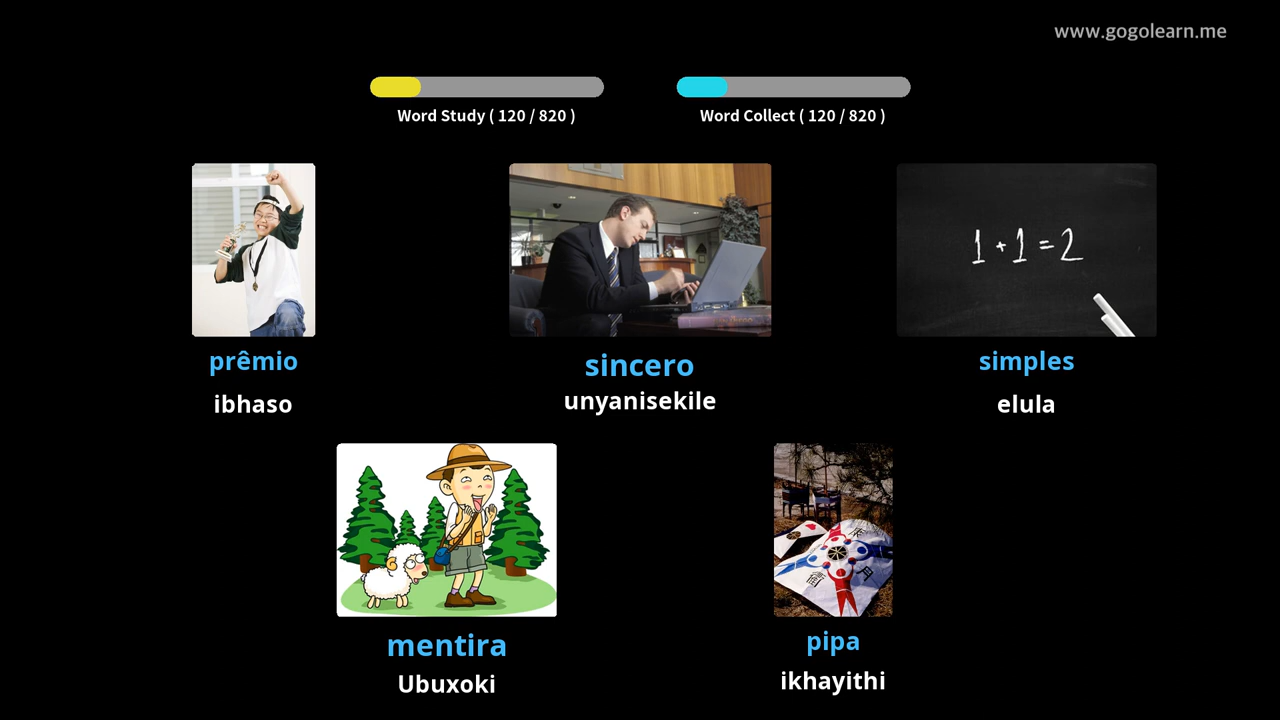 www.gogolearn.me
Word Study ( 120 / 820 )
Word Collect ( 120 / 820 )
1 + 1 = 2
prêmio
ibhaso
sincero
unyanisekile
simples
elula
mentira
Ubuxoki
pipa
ikhayithi